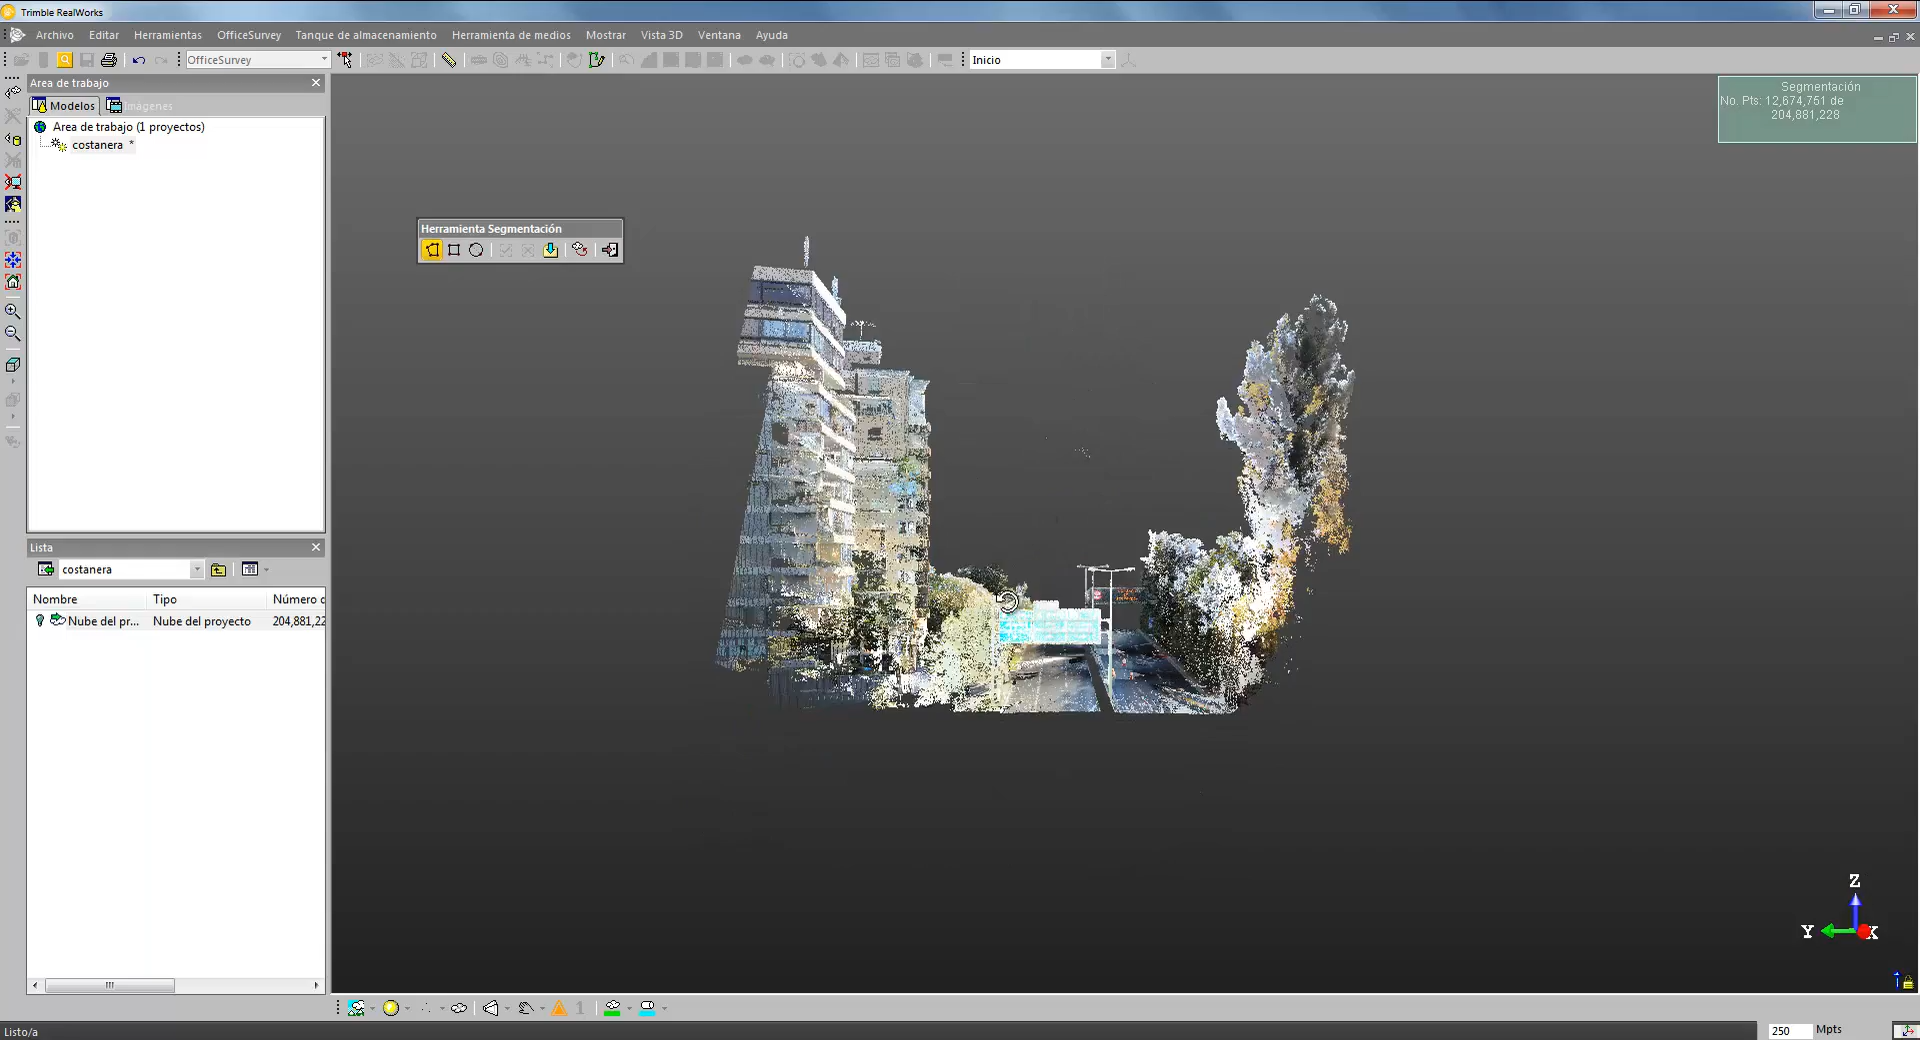 Trimble RealWorks
Archivo Editar Herramientas OfficeSurvey Tanque de almacenamiento Herramienta de medios Mostrar Vista 3D Ventana Ayuda
OfficeSurvey
Inicio
Area de trabajo
Modelos Imágenes
Area de trabajo (1 proyectos)
costanera *
Herramienta Segmentación
Segmentación
No. Pts: 12,674,751 de
204,881,228
Lista
costanera
Nombre Tipo Número c
Nube del pr... Nube del proyecto 204,881,22
Z
Y X
1
Listo/a
250 Mpts